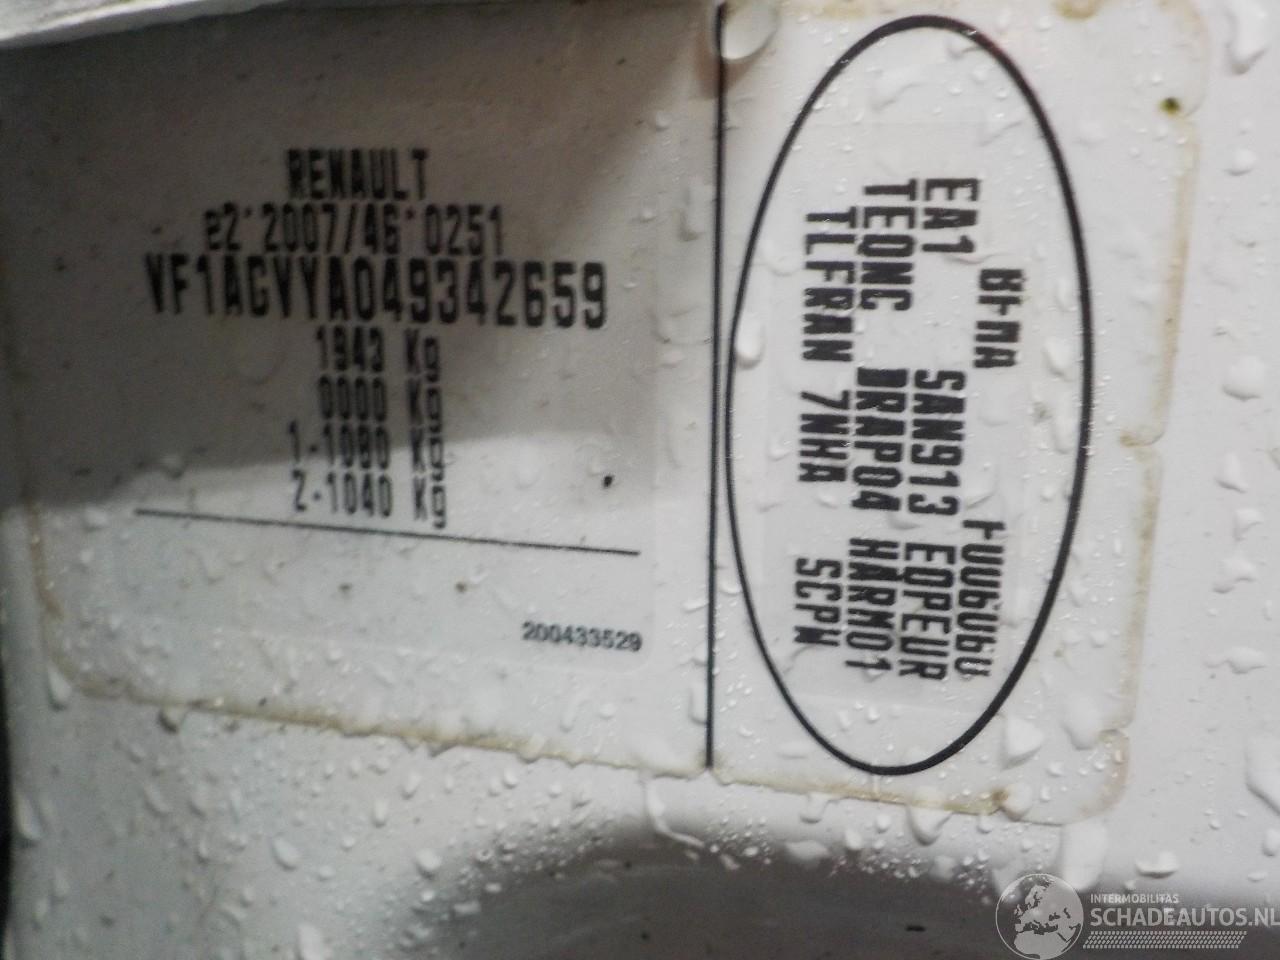 RENAULT
e2*2007/46*0251
VF1AGVYA049342659
1943 Kg
0000 Kg
1-1080 Kg
2-1040 Kg
200433529
EA1 SAN913 EQPEUR
TEQNC DRAP04 HARM01
TLFRAN 7NHA SCPW
INTERMOBILITAS
SCHADEAUTOS.NL